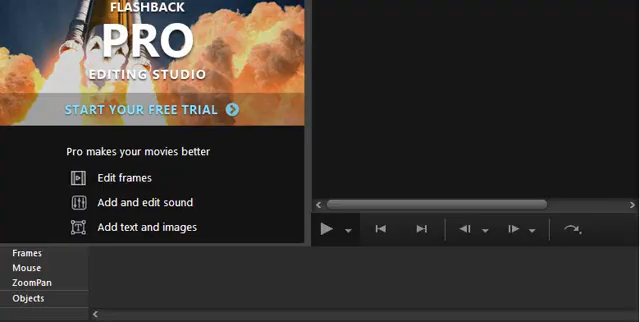 FLASHBACK
PRO
EDITING STUDIO
START YOUR FREE TRIAL
Pro makes your movies better
Edit frames
Add and edit sound
Add text and images
Frames
Mouse
ZoomPan
Objects